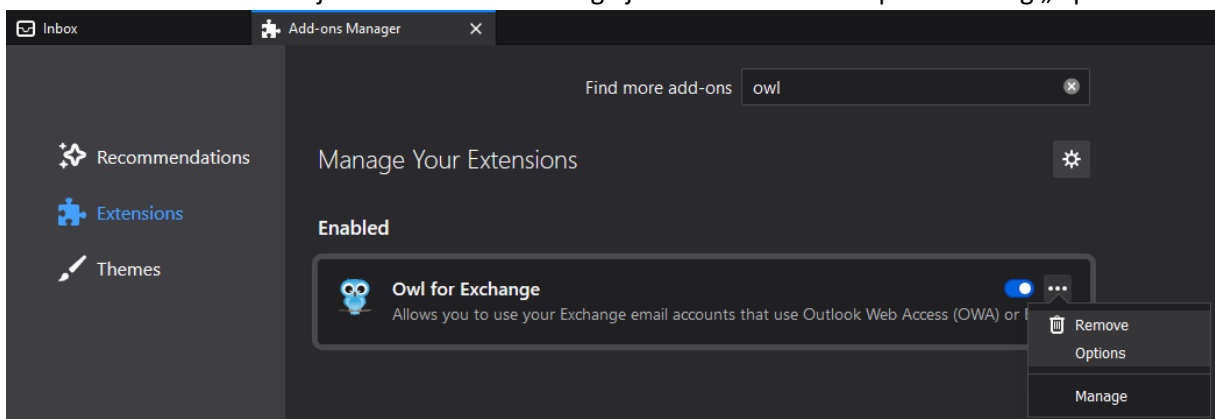 Inbox
Add-ons Manager
Find more add-ons owl
Recommendations
Manage Your Extensions
Extensions
Enabled
Themes
Owl for Exchange
Allows you to use your Exchange email accounts that use Outlook Web Access (OWA) or
Remove
Options
Manage